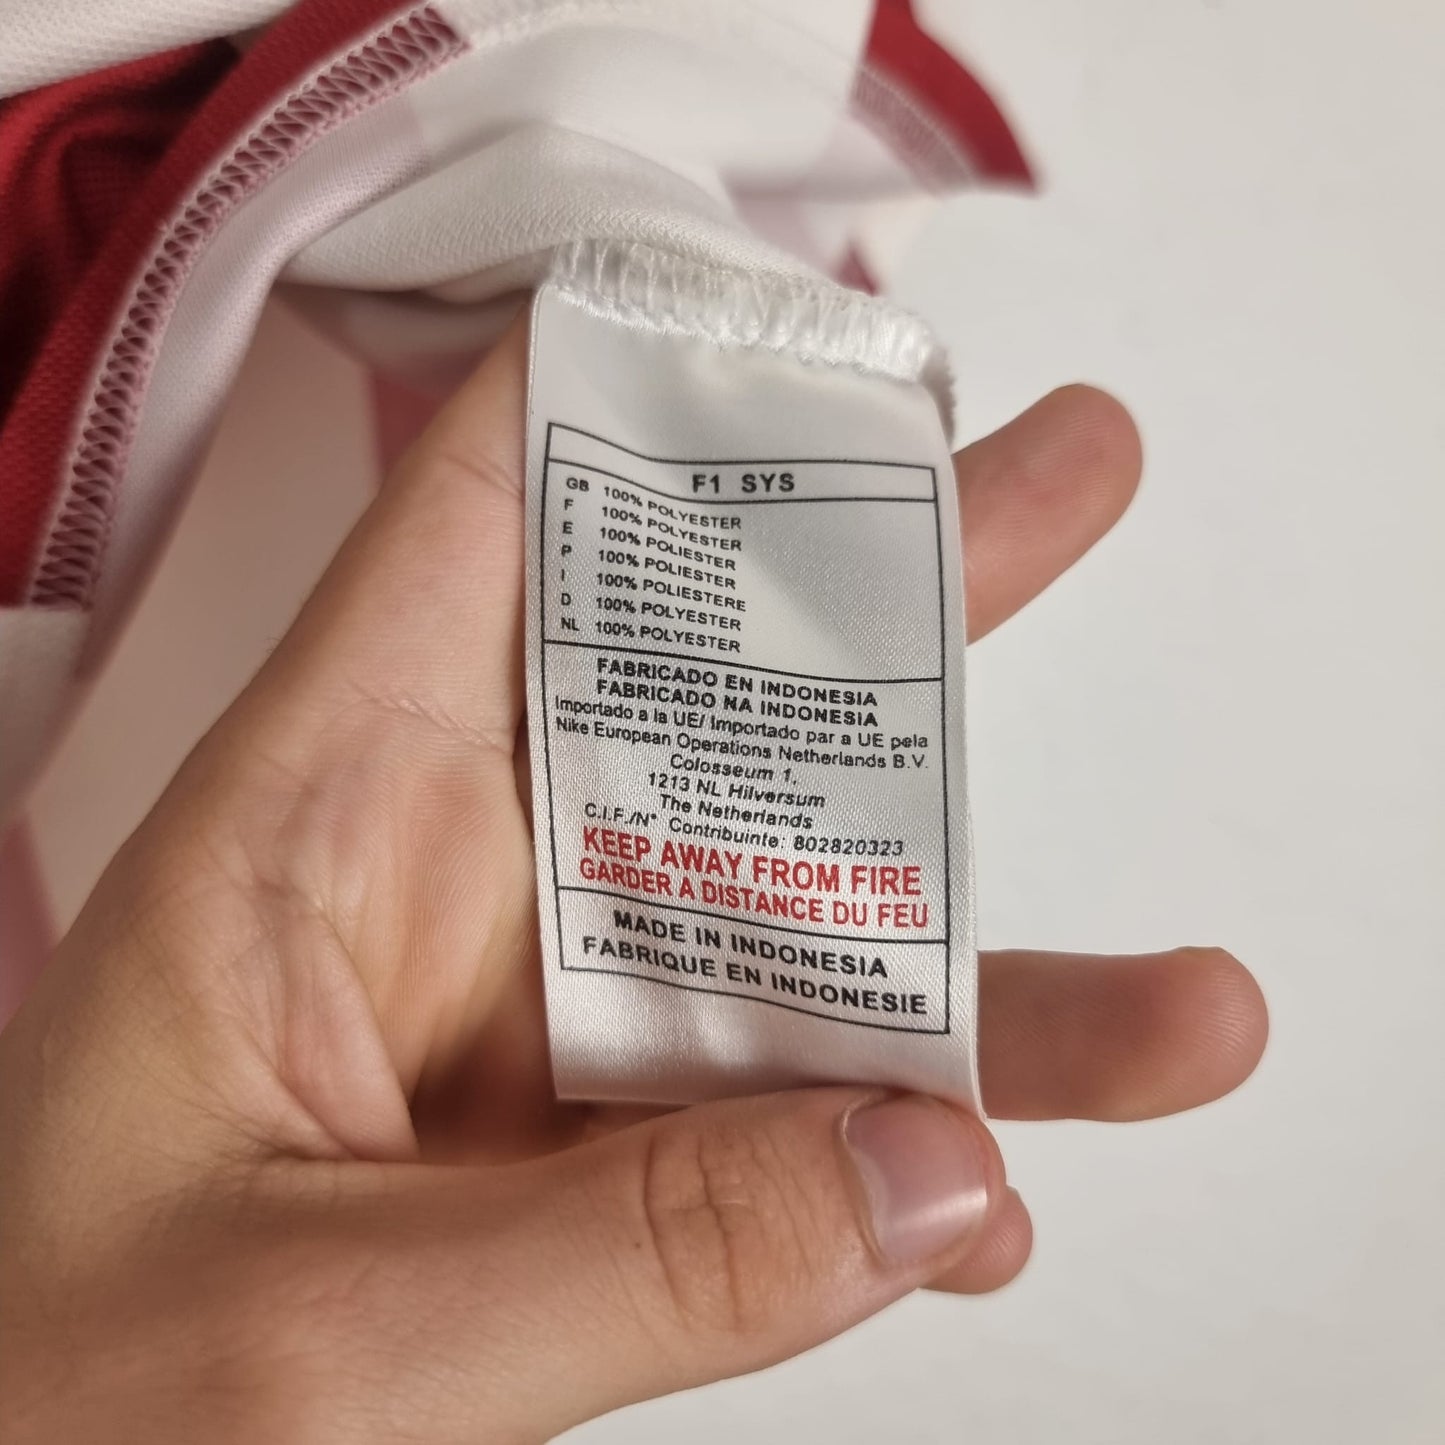 F1 SYS
GB 100% POLYESTER
F 100% POLYESTER
E 100% POLIESTER
P 100% POLIESTER
I 100% POLIESTERE
D 100% POLYESTER
NL 100% POLYESTER
FABRICADO EN INDONESIA
FABRICADO NA INDONESIA
Importado a la UE/ Importado par a UE pela
Nike European Operations Netherlands B.V.
Colosseum 1,
1213 NL Hilversum
The Netherlands
C.I.F./N° Contribuinte: 802820323
KEEP AWAY FROM FIRE
GARDER A DISTANCE DU FEU
MADE IN INDONESIA
FABRIQUE EN INDONESIE